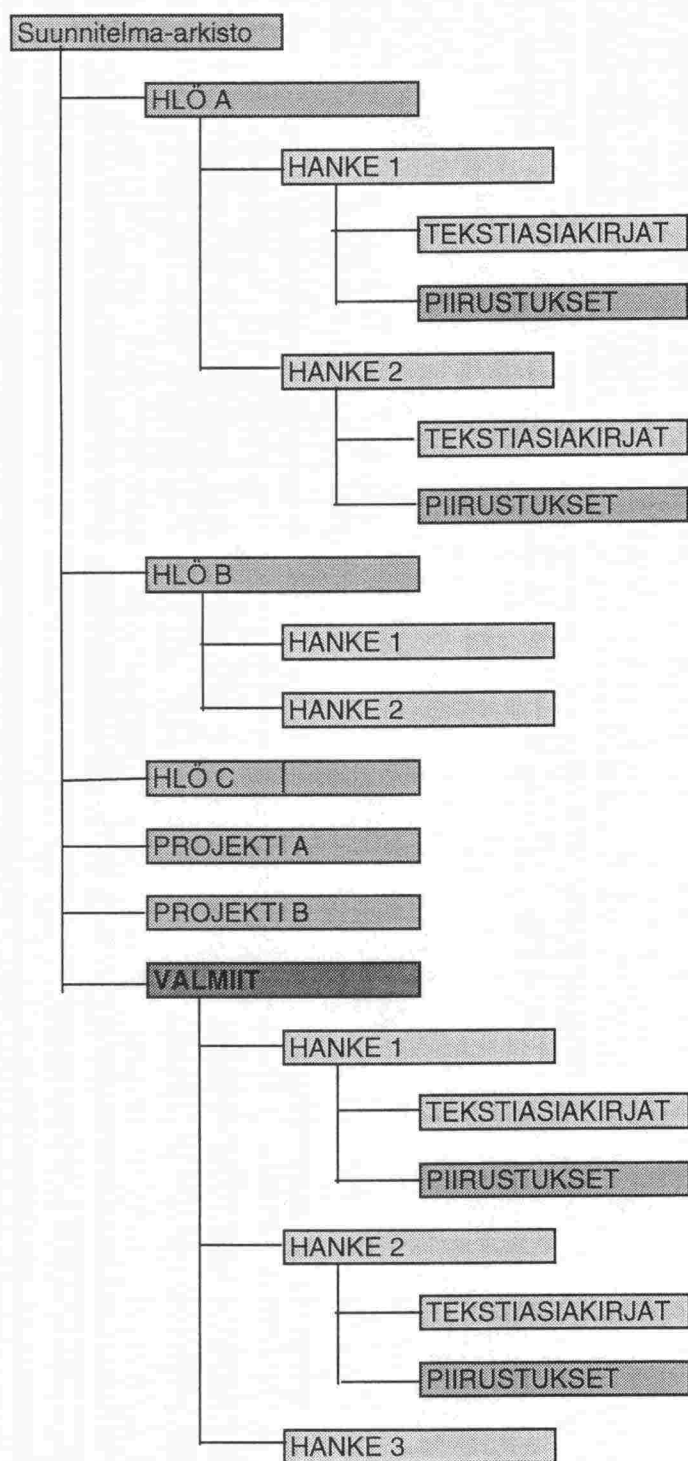 Suunnitelma-arkisto
HLÖ A
HANKE 1
TEKSTIASIAKIRJAT
PIIRUSTUKSET
HANKE 2
TEKSTIASIAKIRJAT
PIIRUSTUKSET
HLÖ B
HANKE 1
HANKE 2
HLÖ C
PROJEKTI A
PROJEKTI B
VALMIIT
HANKE 1
TEKSTIASIAKIRJAT
PIIRUSTUKSET
HANKE 2
TEKSTIASIAKIRJAT
PIIRUSTUKSET
HANKE 3